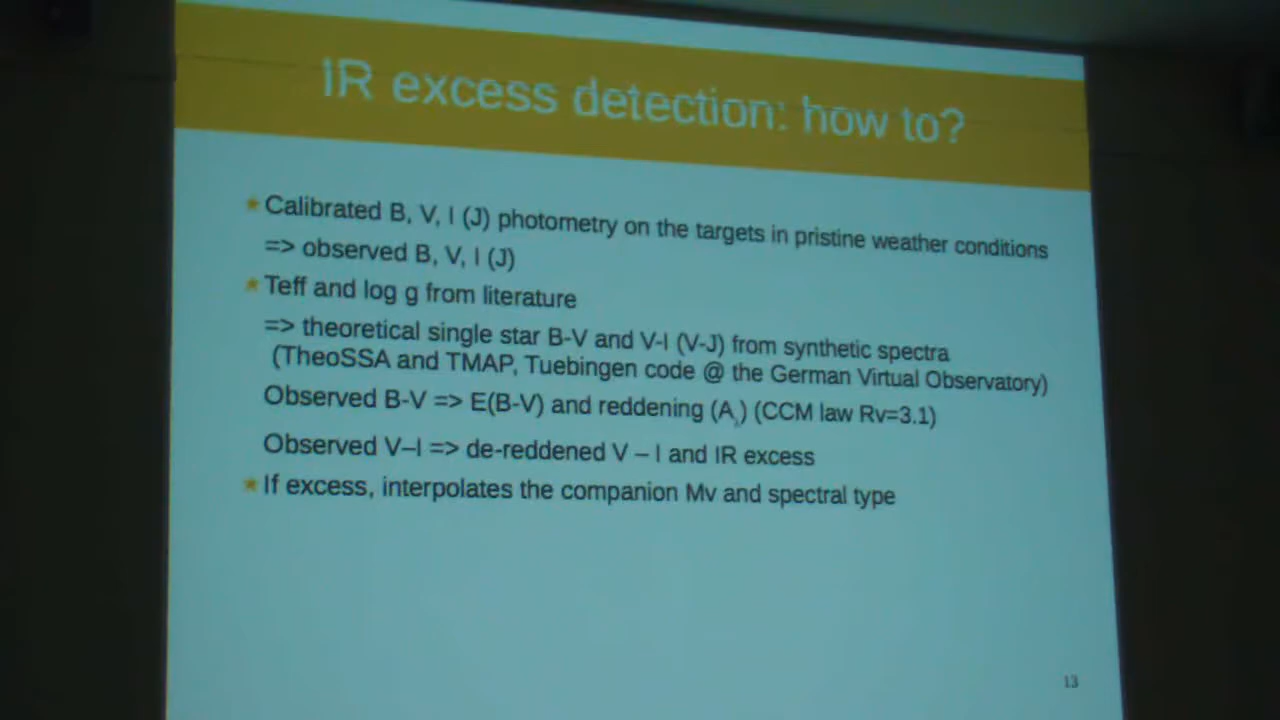 IR excess detection: how to?
Calibrated B, V, I (J) photometry on the targets in pristine weather conditions
=> observed B, V, I (J)
Teff and log g from literature
=> theoretical single star B-V and V-I (V-J) from synthetic spectra
(TheoSSA and TMAP, Tuebingen code @ the German Virtual Observatory)
Observed B-V => E(B-V) and reddening (Aλ) (CCM law Rv=3.1)
Observed V–I => de-reddened V – I and IR excess
If excess, interpolates the companion Mv and spectral type
13